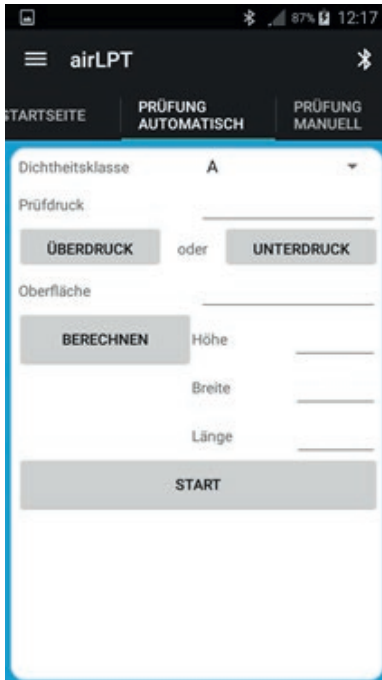 87% 12:17
airLPT
STARTSEITE PRÜFUNG AUTOMATISCH PRÜFUNG MANUELL
Dichtheitsklasse A
Prüfdruck
ÜBERDRUCK oder UNTERDRUCK
Oberfläche
BERECHNEN Höhe
Breite
Länge
START